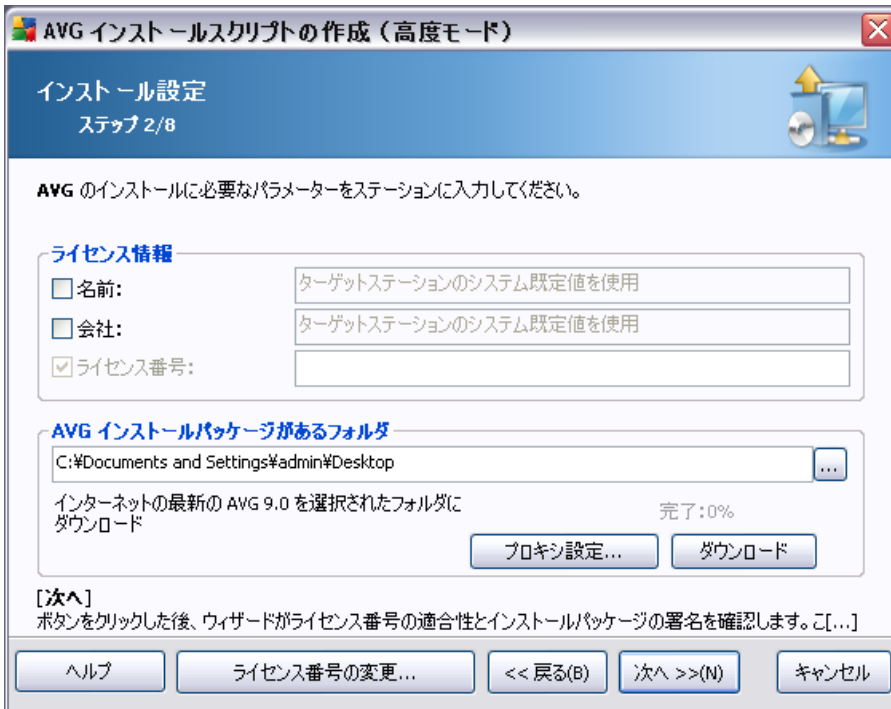 AVG インストールスクリプトの作成（高度モード）
インストール設定
ステップ 2/8
AVG のインストールに必要なパラメーターをステーションに入力してください。
ライセンス情報
名前:
ターゲットステーションのシステム既定値を使用
会社:
ターゲットステーションのシステム既定値を使用
ライセンス番号:
AVG インストールパッケージがあるフォルダ
C:¥Documents and Settings¥admin¥Desktop
...
インターネットの最新の AVG 9.0 を選択されたフォルダに
ダウンロード
完了:0%
プロキシ設定...
ダウンロード
[次へ]
ボタンをクリックした後、ウィザードがライセンス番号の適合性とインストールパッケージの署名を確認します。こ[...]
ヘルプ
ライセンス番号の変更...
<< 戻る(B)
次へ >>(N)
キャンセル